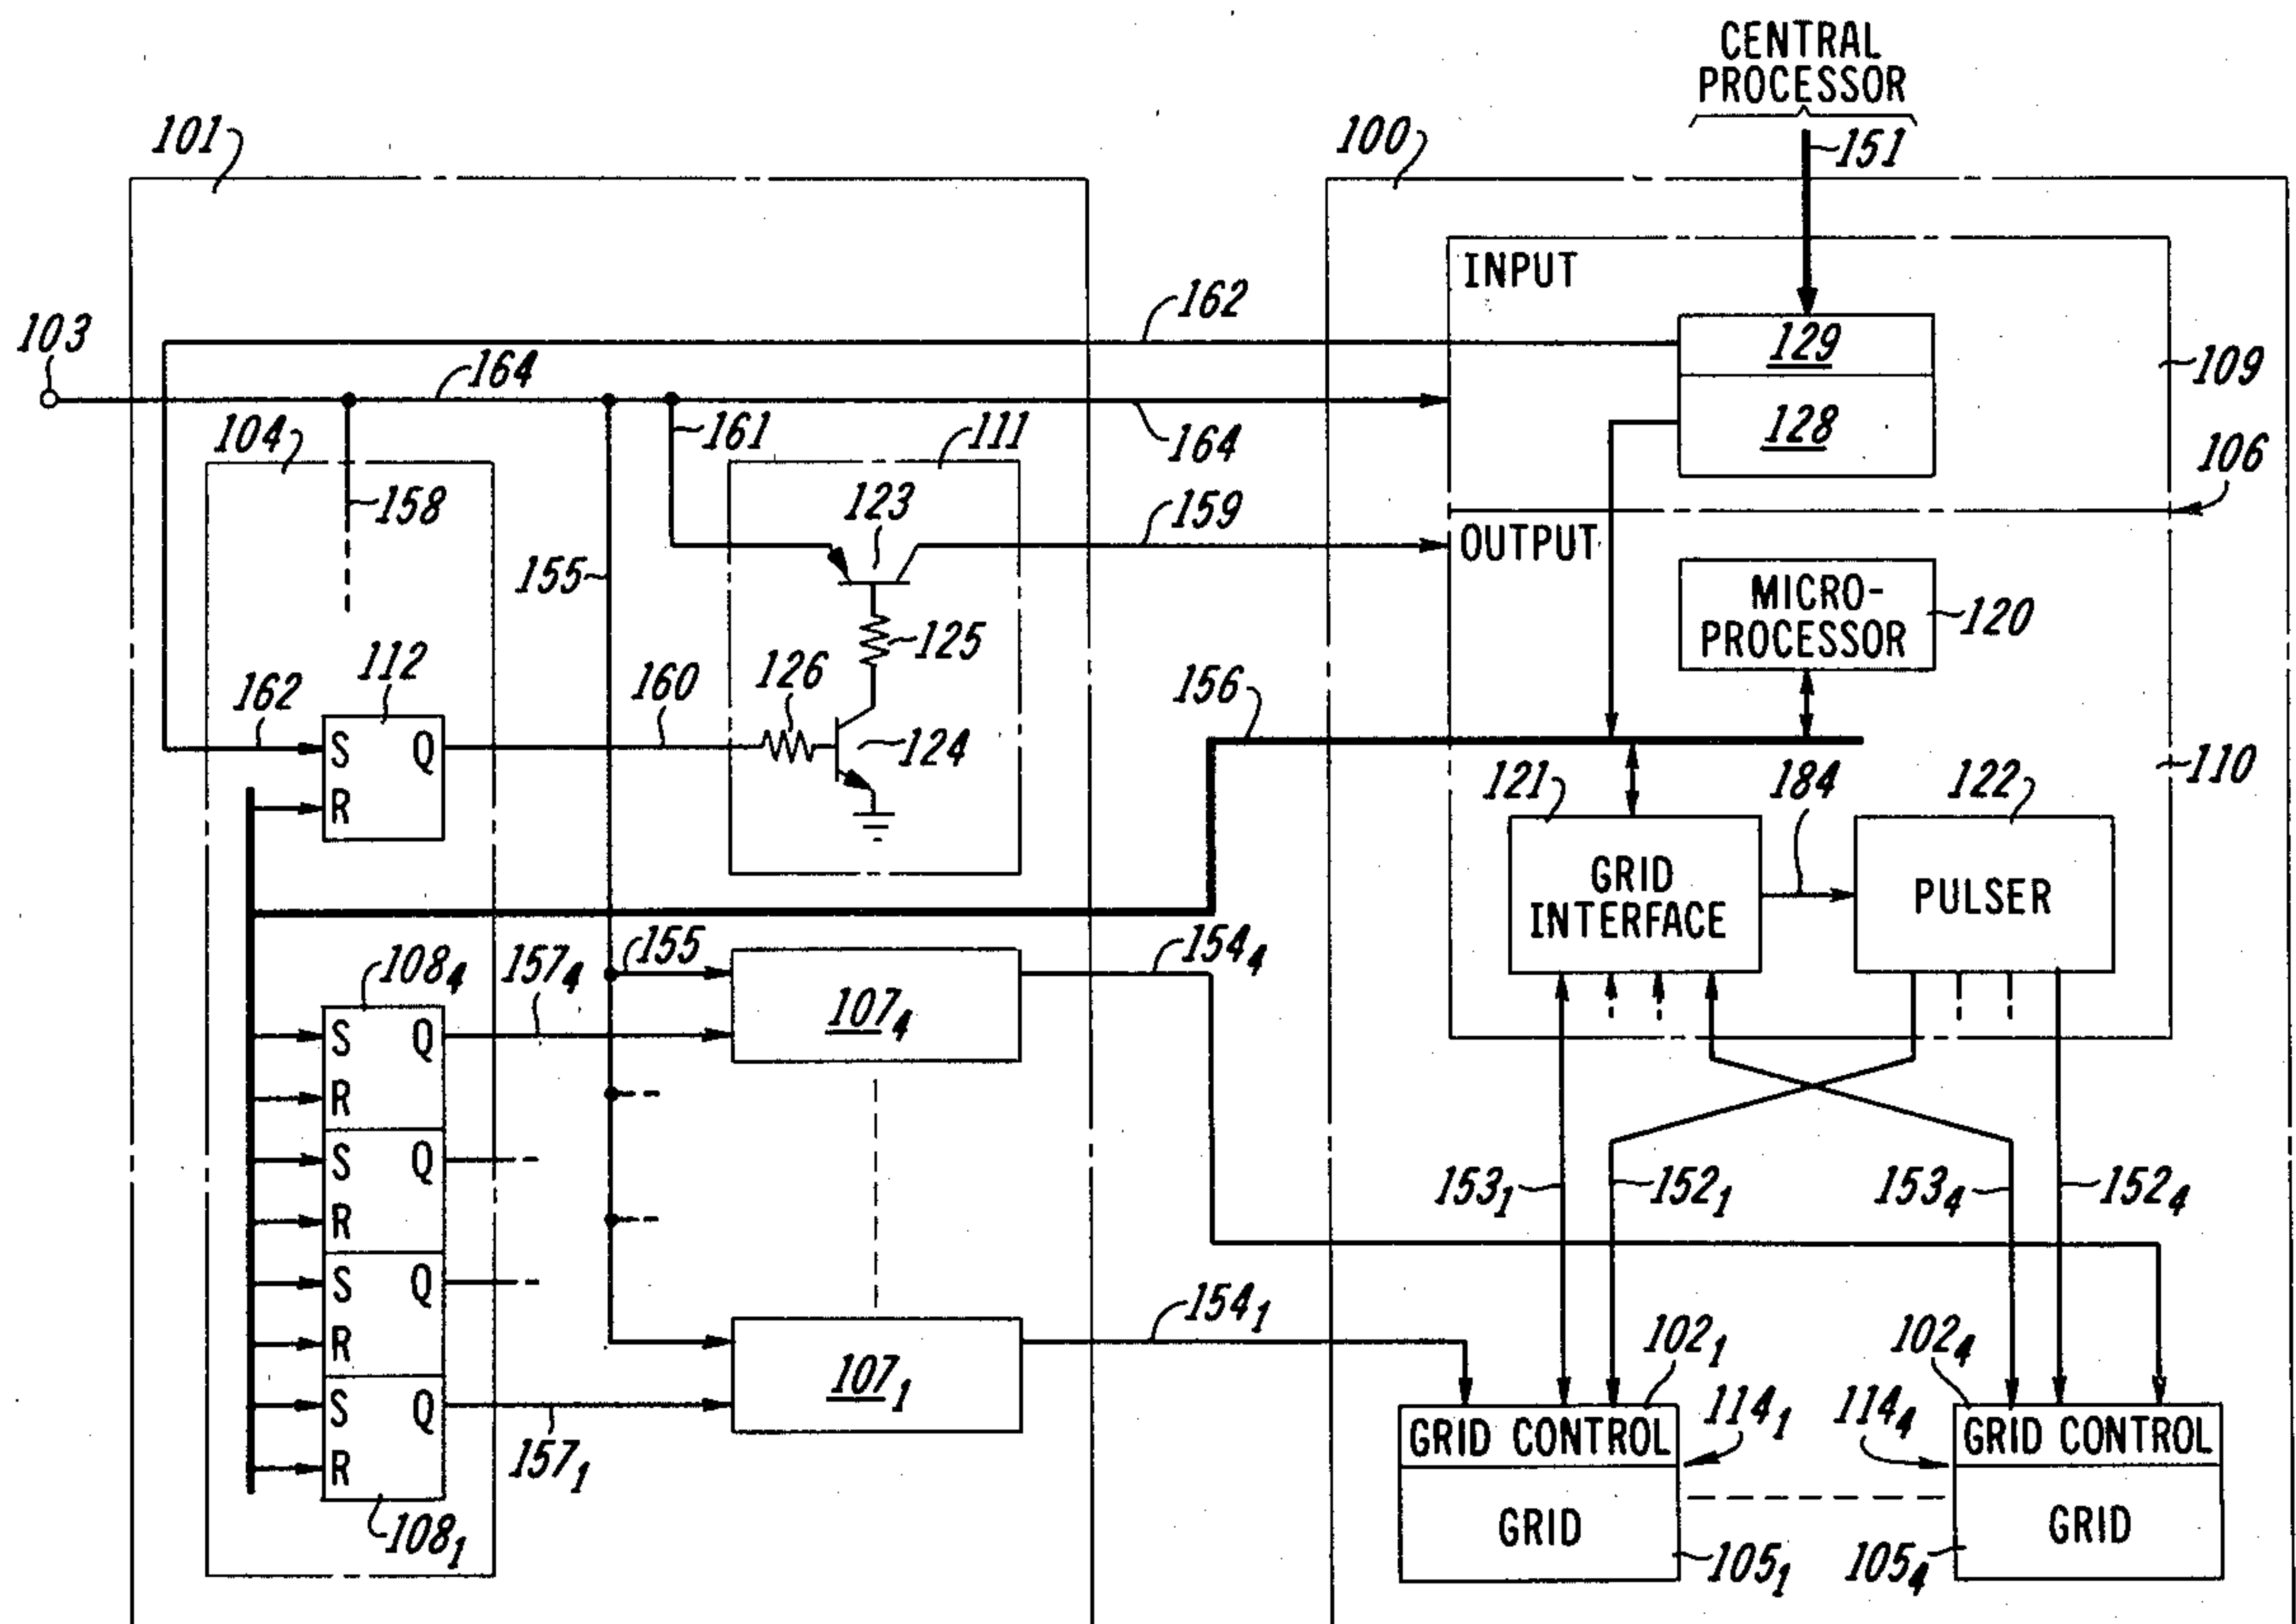 CENTRAL
PROCESSOR
101
100
151
INPUT
162
103
129
109
164
104
161
111
164
128
106
158
123
159
OUTPUT
155
MICRO-
PROCESSOR
120
112
126
125
156
162
160
S Q
124
R
121
184
122
110
GRID
INTERFACE
PULSER
108₄
157₄
155
154₄
107₄
S Q
R
S Q
R
153₁
152₁
153₄
152₄
S Q
R
154₁
102₁
102₄
107₁
S Q
R
157₁
GRID CONTROL
114₁
114₄
GRID CONTROL
GRID
GRID
108₁
105₁
105₄